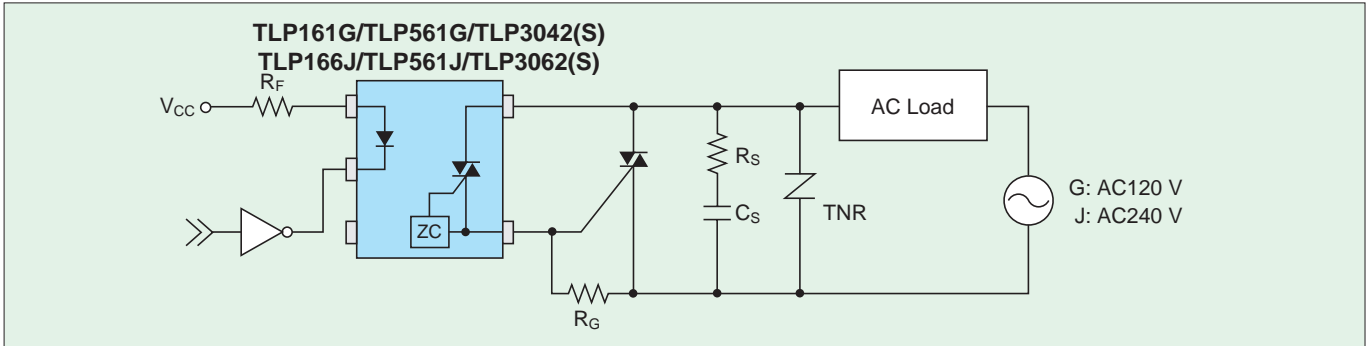 TLP161G/TLP561G/TLP3042(S)
TLP166J/TLP561J/TLP3062(S)
RF
VCC
AC Load
RS
CS
TNR
G: AC120 V
J: AC240 V
ZC
RG